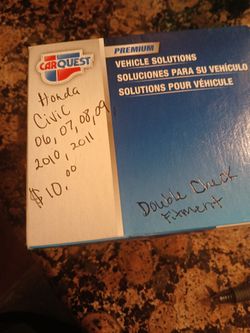 CARQUEST
PREMIUM
VEHICLE SOLUTIONS
SOLUCIONES PARA SU VEHÍCULO
SOLUTIONS POUR VÉHICULE
Honda
Civic
06, 07, 08, 09
2010, 2011
$10.00
Double Check
Fitment